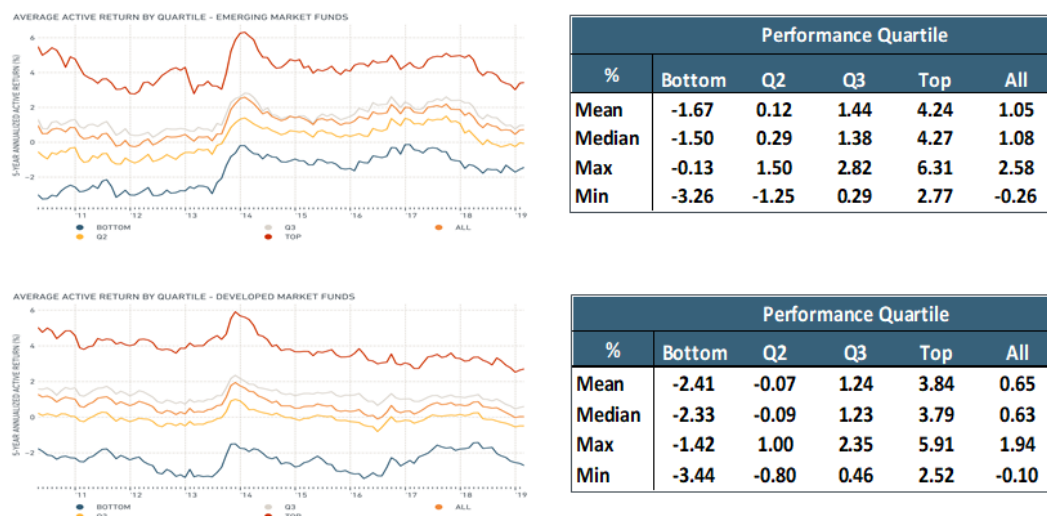 AVERAGE ACTIVE RETURN BY QUARTILE - EMERGING MARKET FUNDS
5-YEAR ANNUALIZED ACTIVE RETURN (%)
6
4
2
0
-2
'11 '12 '13 '14 '15 '16 '17 '18 '19
BOTTOM Q3 ALL
Q2 TOP
Performance Quartile
% Bottom Q2 Q3 Top All
Mean -1.67 0.12 1.44 4.24 1.05
Median -1.50 0.29 1.38 4.27 1.08
Max -0.13 1.50 2.82 6.31 2.58
Min -3.26 -1.25 0.29 2.77 -0.26
AVERAGE ACTIVE RETURN BY QUARTILE - DEVELOPED MARKET FUNDS
5-YEAR ANNUALIZED ACTIVE RETURN (%)
6
4
2
0
-2
'11 '12 '13 '14 '15 '16 '17 '18 '19
BOTTOM Q3 ALL
Q2 TOP
Performance Quartile
% Bottom Q2 Q3 Top All
Mean -2.41 -0.07 1.24 3.84 0.65
Median -2.33 -0.09 1.23 3.79 0.63
Max -1.42 1.00 2.35 5.91 1.94
Min -3.44 -0.80 0.46 2.52 -0.10